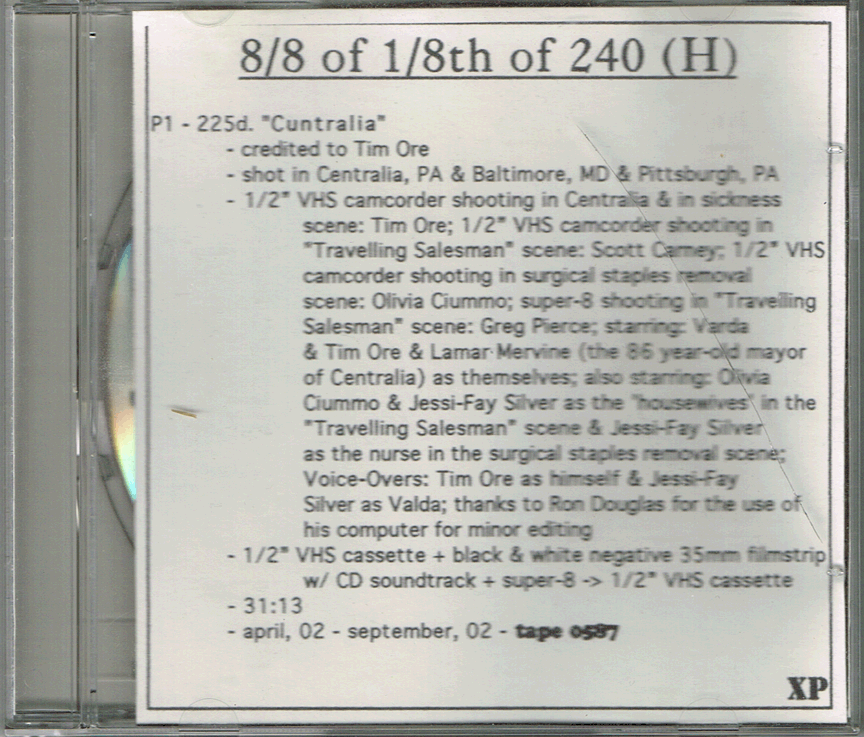 8/8 of 1/8th of 240 (H)
P1 - 225d. "Cuntralia"
- credited to Tim Ore
- shot in Centralia, PA & Baltimore, MD & Pittsburgh, PA
- 1/2" VHS camcorder shooting in Centralia & in sickness
scene: Tim Ore; 1/2" VHS camcorder shooting in
"Travelling Salesman" scene: Scott Carney; 1/2" VHS
camcorder shooting in surgical staples removal
scene: Olivia Ciummo; super-8 shooting in "Travelling
Salesman" scene: Greg Pierce; starring: Varda
& Tim Ore & Lamar Mervine (the 86 year-old mayor
of Centralia) as themselves; also starring: Olivia
Ciummo & Jessi-Fay Silver as the "housewives" in the
"Travelling Salesman" scene & Jessi-Fay Silver
as the nurse in the surgical staples removal scene;
Voice-Overs: Tim Ore as himself & Jessi-Fay
Silver as Valda; thanks to Ron Douglas for the use of
his computer for minor editing
- 1/2" VHS cassette + black & white negative 35mm filmstrip
w/ CD soundtrack + super-8 -> 1/2" VHS cassette
- 31:13
- april, 02 - september, 02 - tape 0587
XP